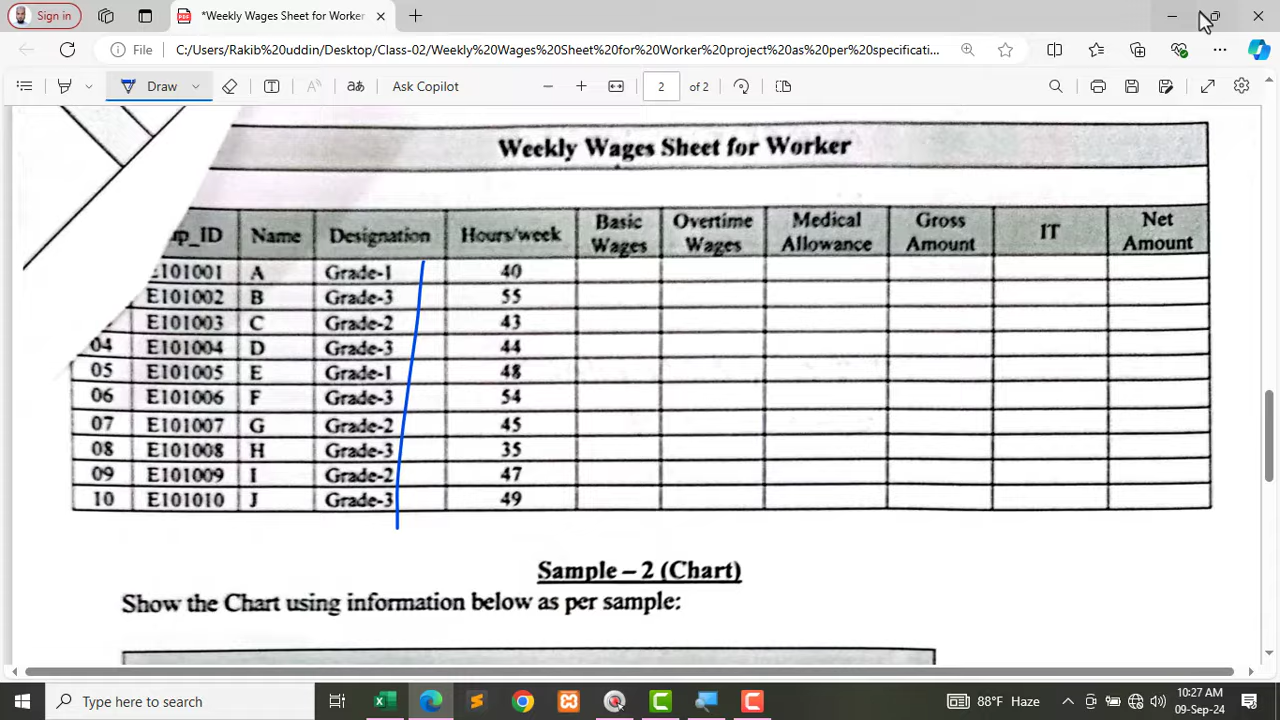 Sign in
*Weekly Wages Sheet for Worker
File
C:/Users/Rakib%20uddin/Desktop/Class-02/Weekly%20Wages%20Sheet%20for%20Worker%20project%20as%20per%20specificati...
Draw
Ask Copilot
2 of 2
Weekly Wages Sheet for Worker
p_ID Name Designation Hours/week Basic Wages Overtime Wages Medical Allowance Gross Amount IT Net Amount
E101001 A Grade-1 40
E101002 B Grade-3 55
E101003 C Grade-2 43
04 E101004 D Grade-3 44
05 E101005 E Grade-1 48
06 E101006 F Grade-3 54
07 E101007 G Grade-2 45
08 E101008 H Grade-3 35
09 E101009 I Grade-2 47
10 E101010 J Grade-3 49
Sample – 2 (Chart)
Show the Chart using information below as per sample:
Type here to search
88°F Haze
10:27 AM
09-Sep-24